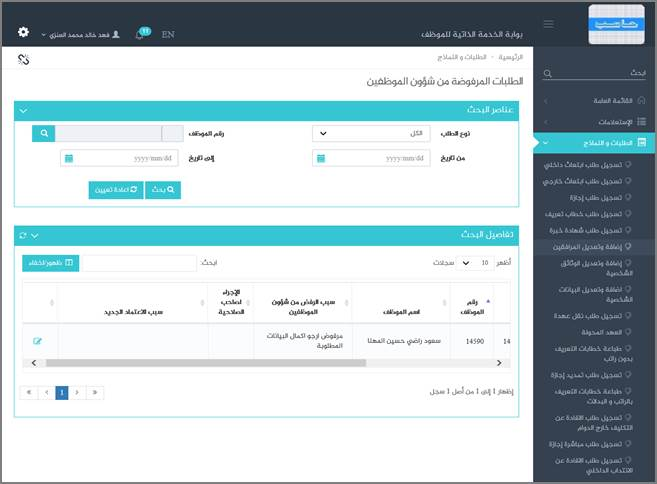 حاسب
بوابة الخدمة الذاتية للموظف
EN
11
فهد خالد محمد العنزي
ابحث
القائمة العامة
الإستعلامات
الطلبات و النماذج
تسجيل طلب ابتعاث داخلي
تسجيل طلب ابتعاث خارجي
تسجيل طلب إجازة
تسجيل طلب خطاب تعريف
تسجيل طلب شهادة خبرة
إضافة وتعديل المرافقين
إضافة وتعديل الوثائق
الشخصية
اضافة وتعديل البيانات
الشخصية
تسجيل طلب نقل عهدة
العهد المحولة
طباعة خطابات التعريف
بدون راتب
تسجيل طلب تمديد إجازة
طباعة خطابات التعريف
بالراتب و البدلات
تسجيل طلب الافادة عن
التكليف خارج الدوام
تسجيل طلب مباشرة إجازة
تسجيل طلب الافادة عن
الانتداب الداخلي
الرئيسية - الطلبات و النماذج
الطلبات المرفوضة من شؤون الموظفين
عناصر البحث
نوع الطلب
الكل
رقم الموظف
من تاريخ
yyyy/mm/dd
إلى تاريخ
yyyy/mm/dd
بحث
اعادة تعيين
تفاصيل البحث
أظهر 10 سجلات
ابحث:
ظهور/اخفاء
رقم
الموظف
اسم الموظف
سبب الرفض من شؤون
الموظفين
الإجراء
لصاحب
الصلاحية
سبب الاعتماد الجديد
14
14590
سعود راضي حسين المهنا
مرفوض ارجو اكمال البيانات
المطلوبة
إظهار 1 إلى 1 من أصل 1 سجل
« ‹ 1 › »